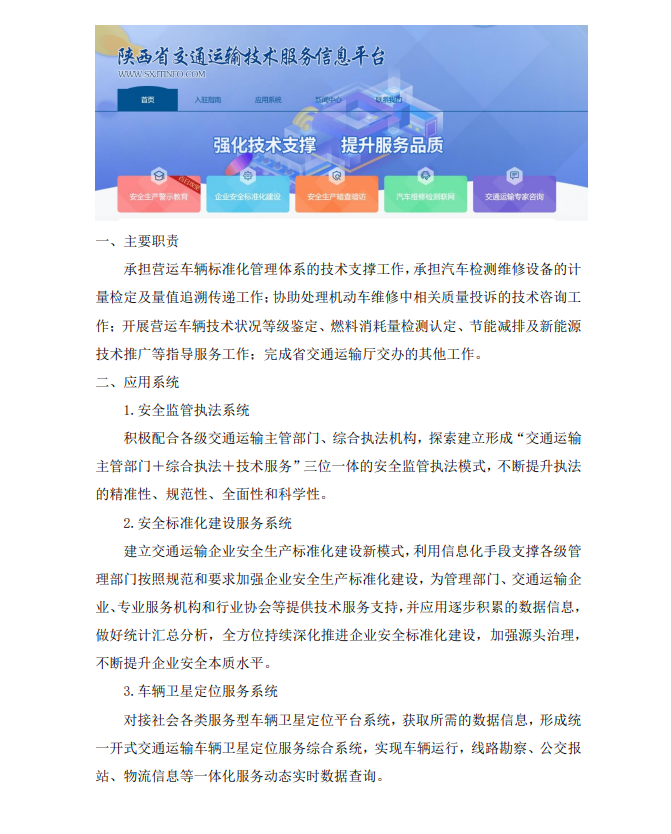 陕西省交通运输技术服务信息平台
WWW.SXJTINFO.COM
首页 入驻指南 应用系统 新闻中心 联系我们
强化技术支撑 提升服务品质
安全生产警示教育 企业安全标准化建设 安全生产暗查暗访 汽车维修检测联网 交通运输专家咨询
一、主要职责
承担营运车辆标准化管理体系的技术支撑工作，承担汽车检测维修设备的计
量检定及量值追溯传递工作；协助处理机动车维修中相关质量投诉的技术咨询工
作；开展营运车辆技术状况等级鉴定、燃料消耗量检测认定、节能减排及新能源
技术推广等指导服务工作；完成省交通运输厅交办的其他工作。
二、应用系统
1.安全监管执法系统
积极配合各级交通运输主管部门、综合执法机构，探索建立形成“交通运输
主管部门＋综合执法＋技术服务”三位一体的安全监管执法模式，不断提升执法
的精准性、规范性、全面性和科学性。
2.安全标准化建设服务系统
建立交通运输企业安全生产标准化建设新模式，利用信息化手段支撑各级管
理部门按照规范和要求加强企业安全生产标准化建设，为管理部门、交通运输企
业、专业服务机构和行业协会等提供技术服务支持，并应用逐步积累的数据信息，
做好统计汇总分析，全方位持续深化推进企业安全标准化建设，加强源头治理，
不断提升企业安全本质水平。
3.车辆卫星定位服务系统
对接社会各类服务型车辆卫星定位平台系统，获取所需的数据信息，形成统
一开式交通运输车辆卫星定位服务综合系统，实现车辆运行，线路勘察、公交报
站、物流信息等一体化服务动态实时数据查询。